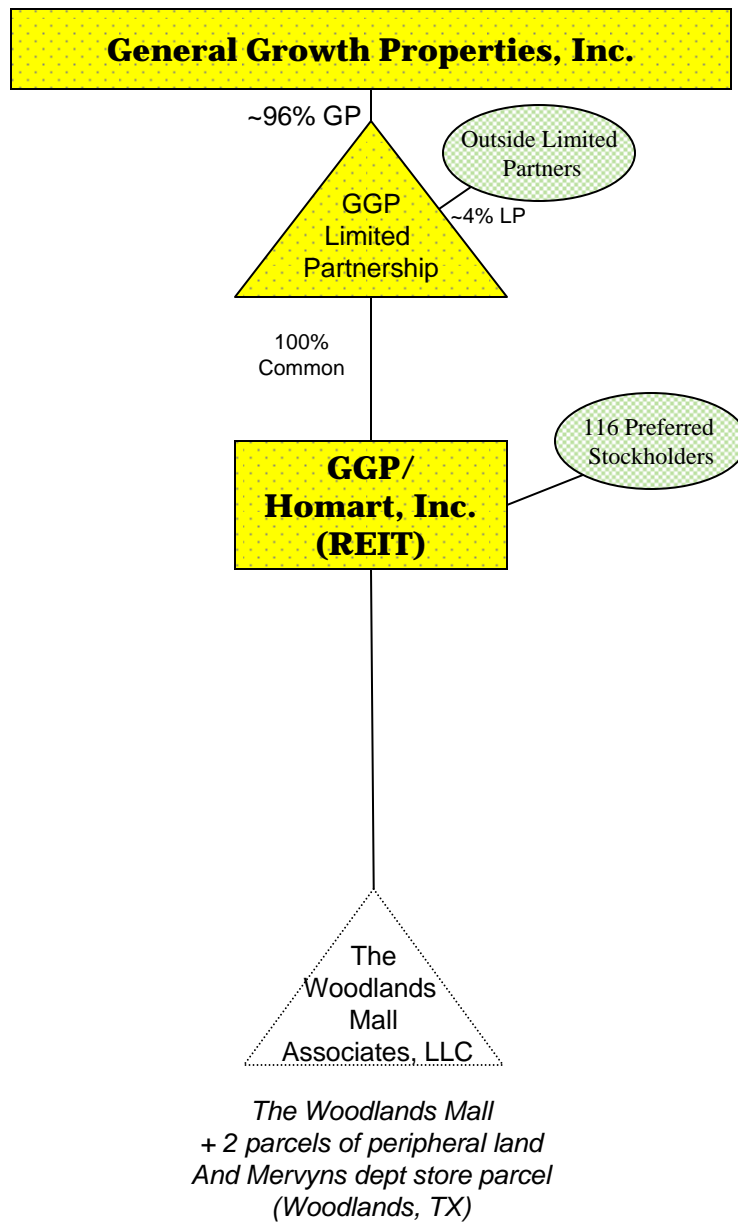 General Growth Properties, Inc.
~96% GP
Outside Limited
Partners
~4% LP
GGP
Limited
Partnership
100%
Common
116 Preferred
Stockholders
GGP/
Homart, Inc.
(REIT)
The
Woodlands
Mall
Associates, LLC
The Woodlands Mall
+ 2 parcels of peripheral land
And Mervyns dept store parcel
(Woodlands, TX)